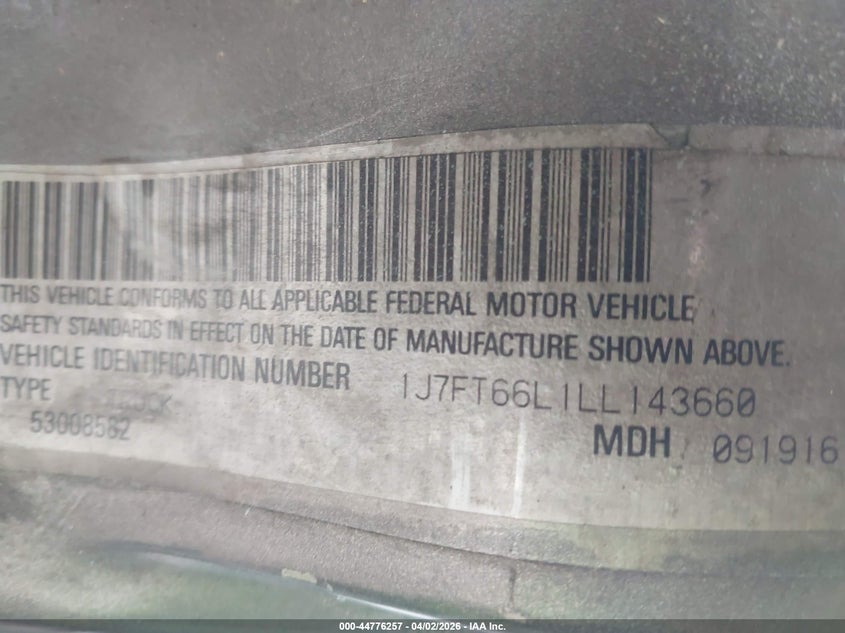 THIS VEHICLE CONFORMS TO ALL APPLICABLE FEDERAL MOTOR VEHICLE
SAFETY STANDARDS IN EFFECT ON THE DATE OF MANUFACTURE SHOWN ABOVE.
VEHICLE IDENTIFICATION NUMBER 1J7FT66L1LL143660
TYPE TRUCK
53008582 MDH 091916
000-44776257 - 04/02/2026 - IAA Inc.